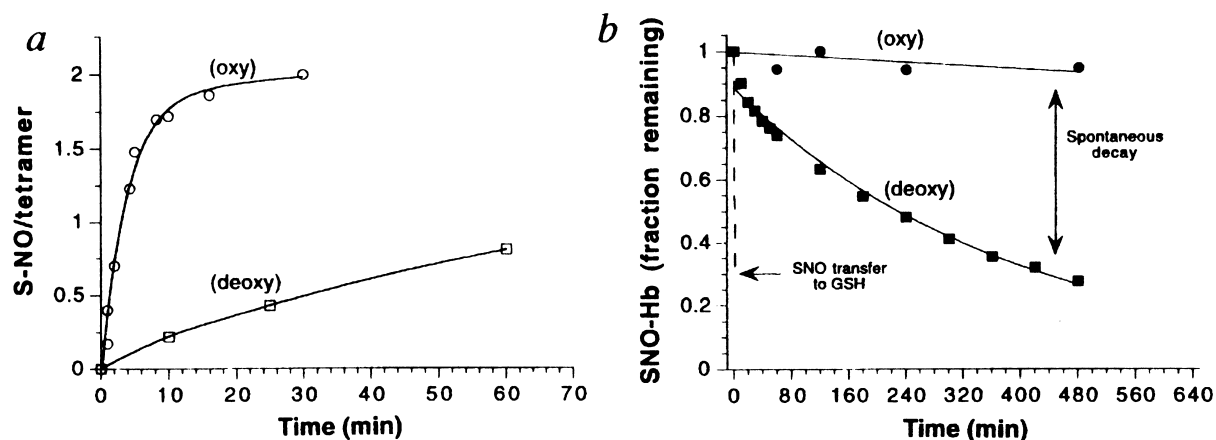 a
S-NO/tetramer
2
1.5
1
0.5
0
(oxy)
(deoxy)
0 10 20 30 40 50 60 70
Time (min)
b
SNO-Hb (fraction remaining)
1
0.8
0.6
0.4
0.2
0
(oxy)
Spontaneous
decay
(deoxy)
SNO transfer
to GSH
0 80 160 240 320 400 480 560 640
Time (min)